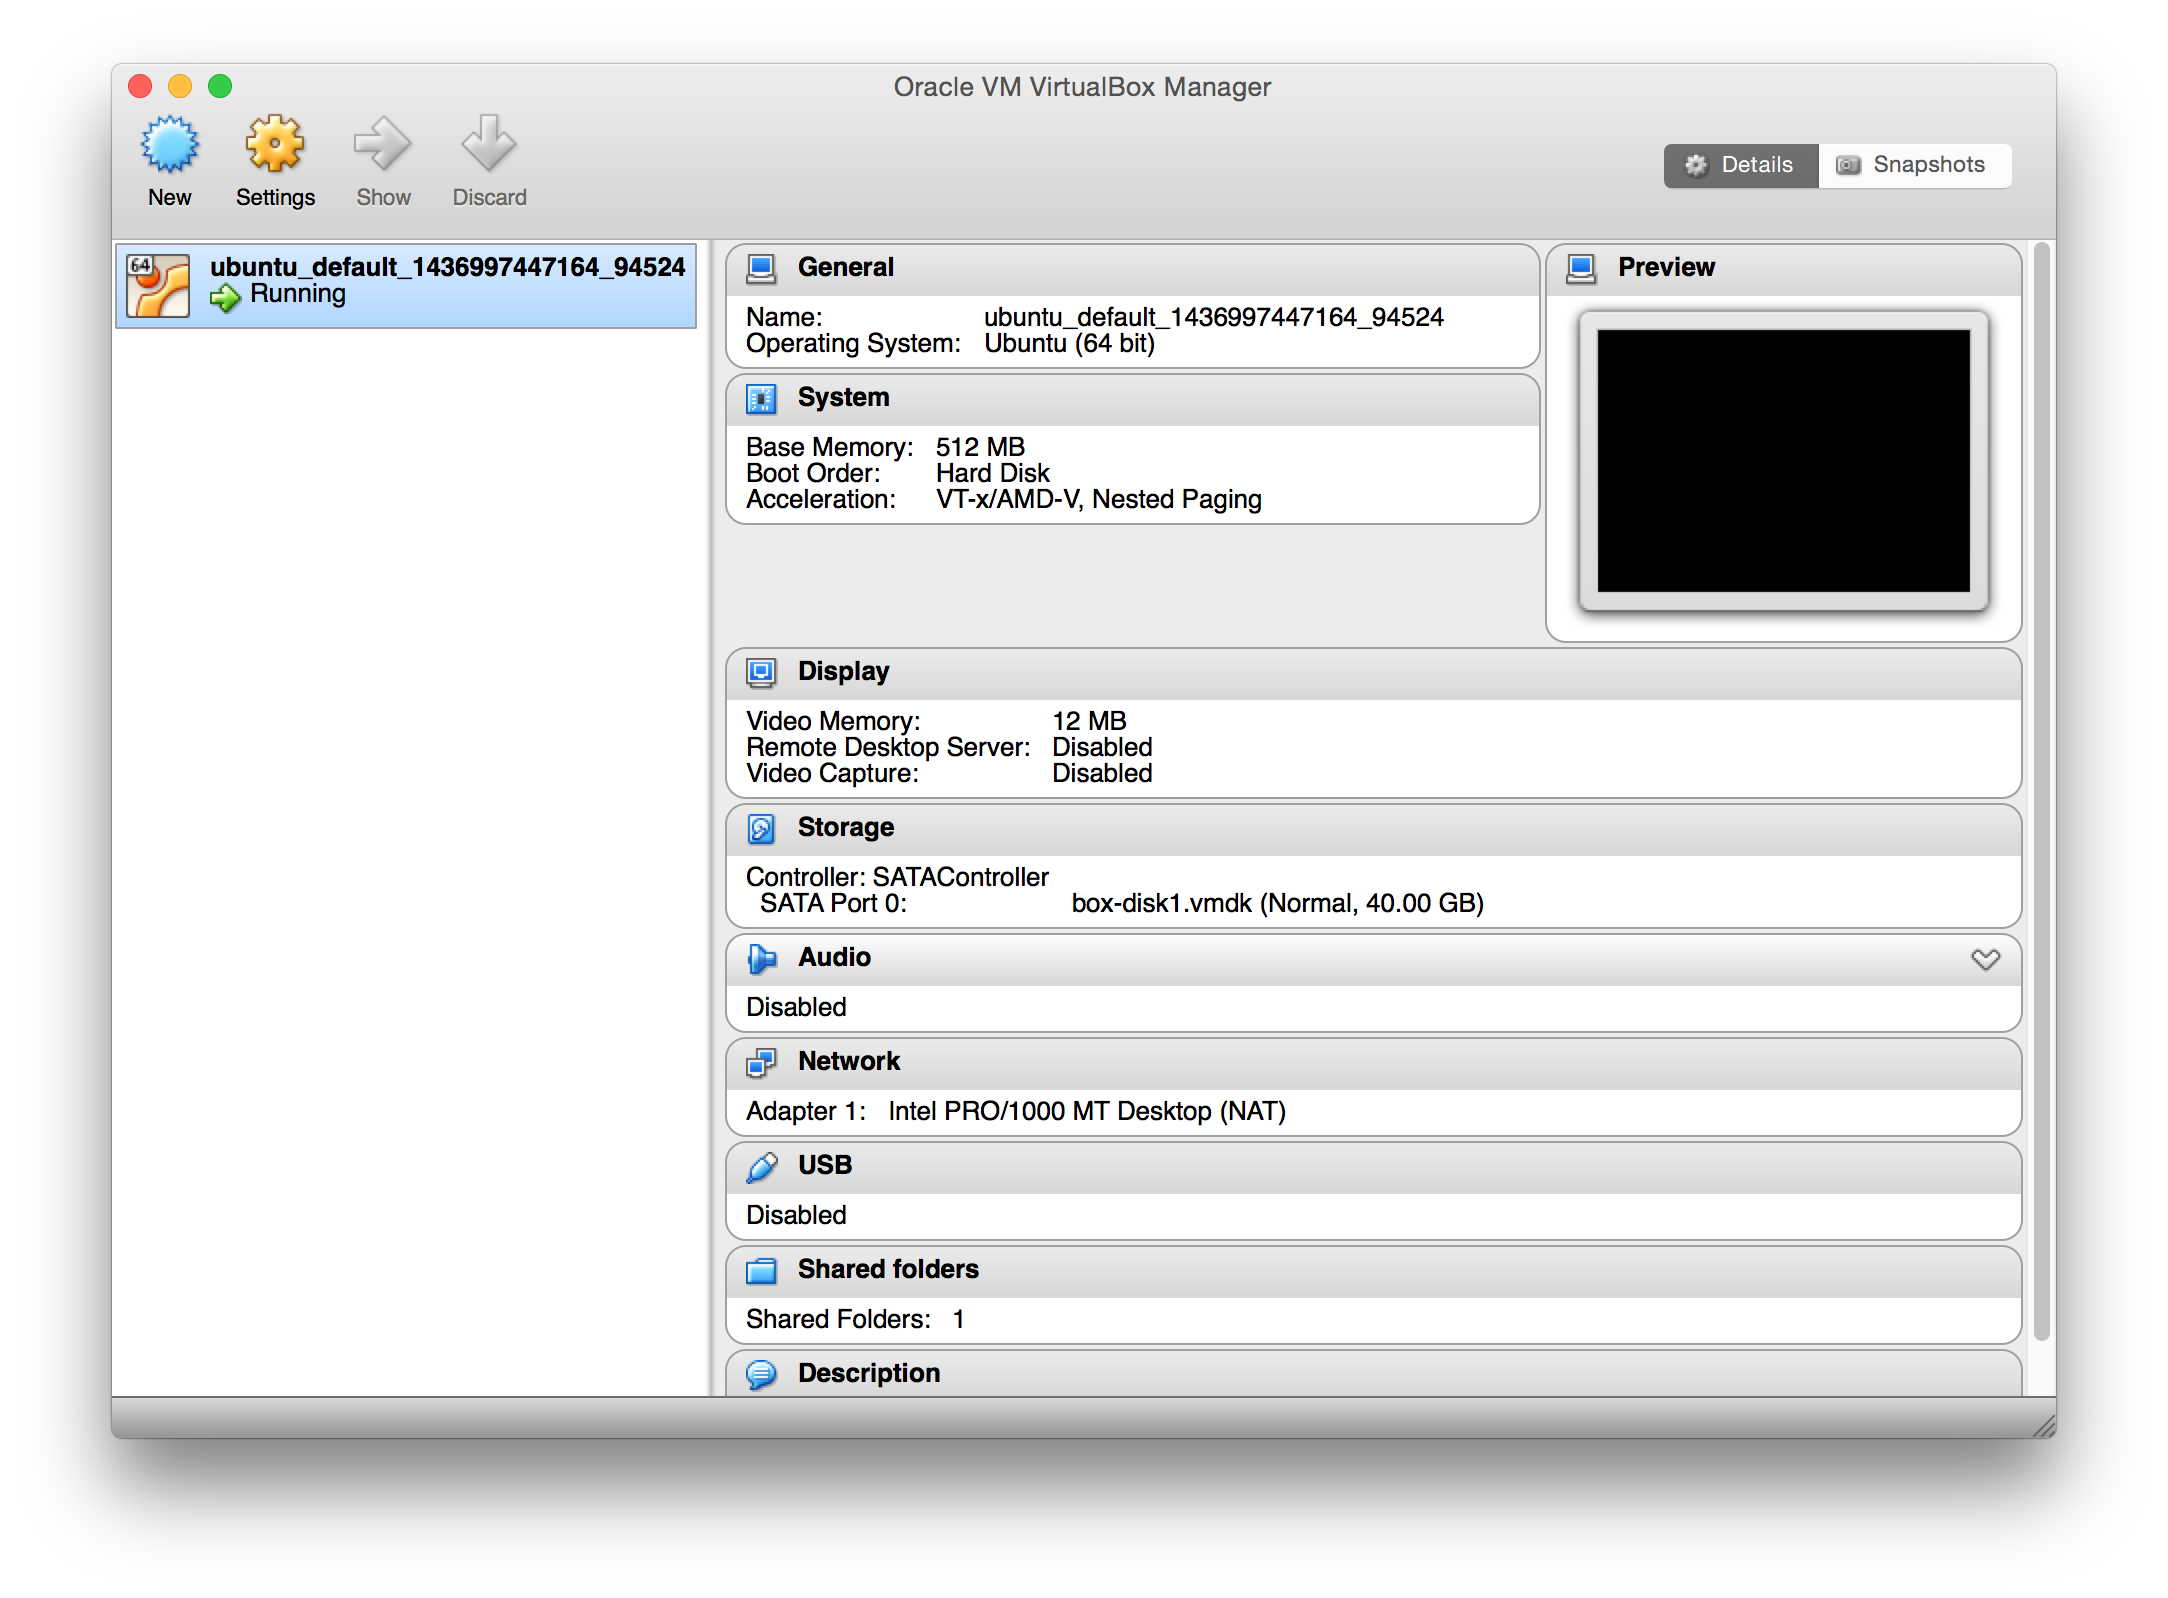 Oracle VM VirtualBox Manager
New Settings Show Discard
Details Snapshots
64 ubuntu_default_1436997447164_94524
Running
General
Name: ubuntu_default_1436997447164_94524
Operating System: Ubuntu (64 bit)
Preview
System
Base Memory: 512 MB
Boot Order: Hard Disk
Acceleration: VT-x/AMD-V, Nested Paging
Display
Video Memory: 12 MB
Remote Desktop Server: Disabled
Video Capture: Disabled
Storage
Controller: SATAController
SATA Port 0: box-disk1.vmdk (Normal, 40.00 GB)
Audio
Disabled
Network
Adapter 1: Intel PRO/1000 MT Desktop (NAT)
USB
Disabled
Shared folders
Shared Folders: 1
Description